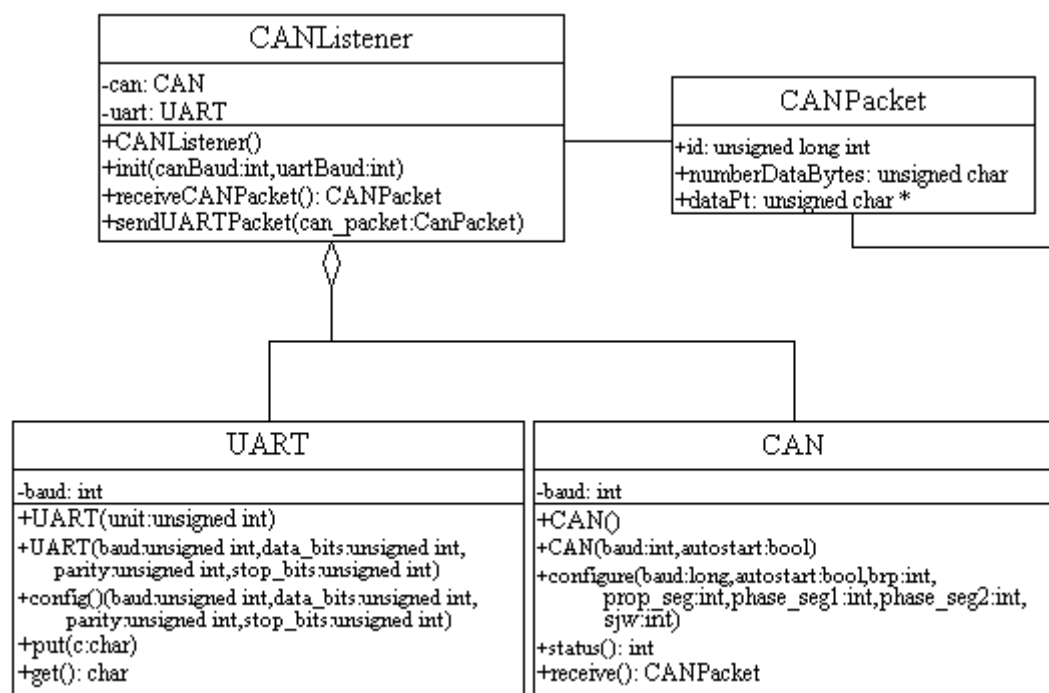 CANListener
-can: CAN
-uart: UART
+CANListener()
+init(canBaud:int,uartBaud:int)
+receiveCANPacket(): CANPacket
+sendUARTPacket(can_packet:CanPacket)
CANPacket
+id: unsigned long int
+numberDataBytes: unsigned char
+dataPt: unsigned char *
UART
-baud: int
+UART(unit:unsigned int)
+UART(baud:unsigned int,data_bits:unsigned int,
parity:unsigned int,stop_bits:unsigned int)
+config()(baud:unsigned int,data_bits:unsigned int,
parity:unsigned int,stop_bits:unsigned int)
+put(c:char)
+get(): char
CAN
-baud: int
+CAN()
+CAN(baud:int,autostart:bool)
+configure(baud:long,autostart:bool,brp:int,
prop_seg:int,phase_seg1:int,phase_seg2:int,
sjw:int)
+status(): int
+receive(): CANPacket